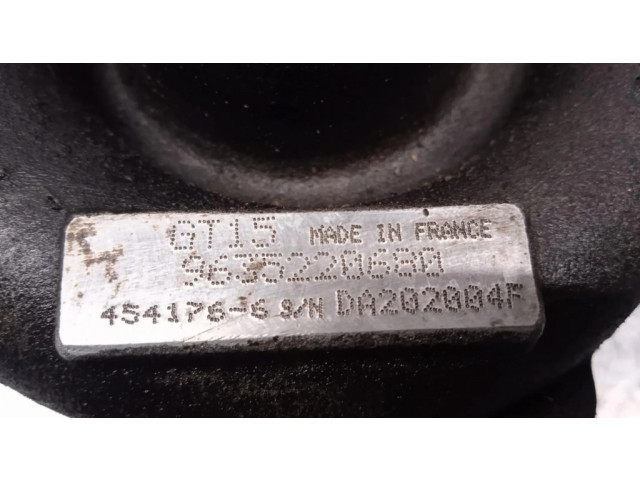 GT15 MADE IN FRANCE
9635220680
454176-6 S/N DA202004F